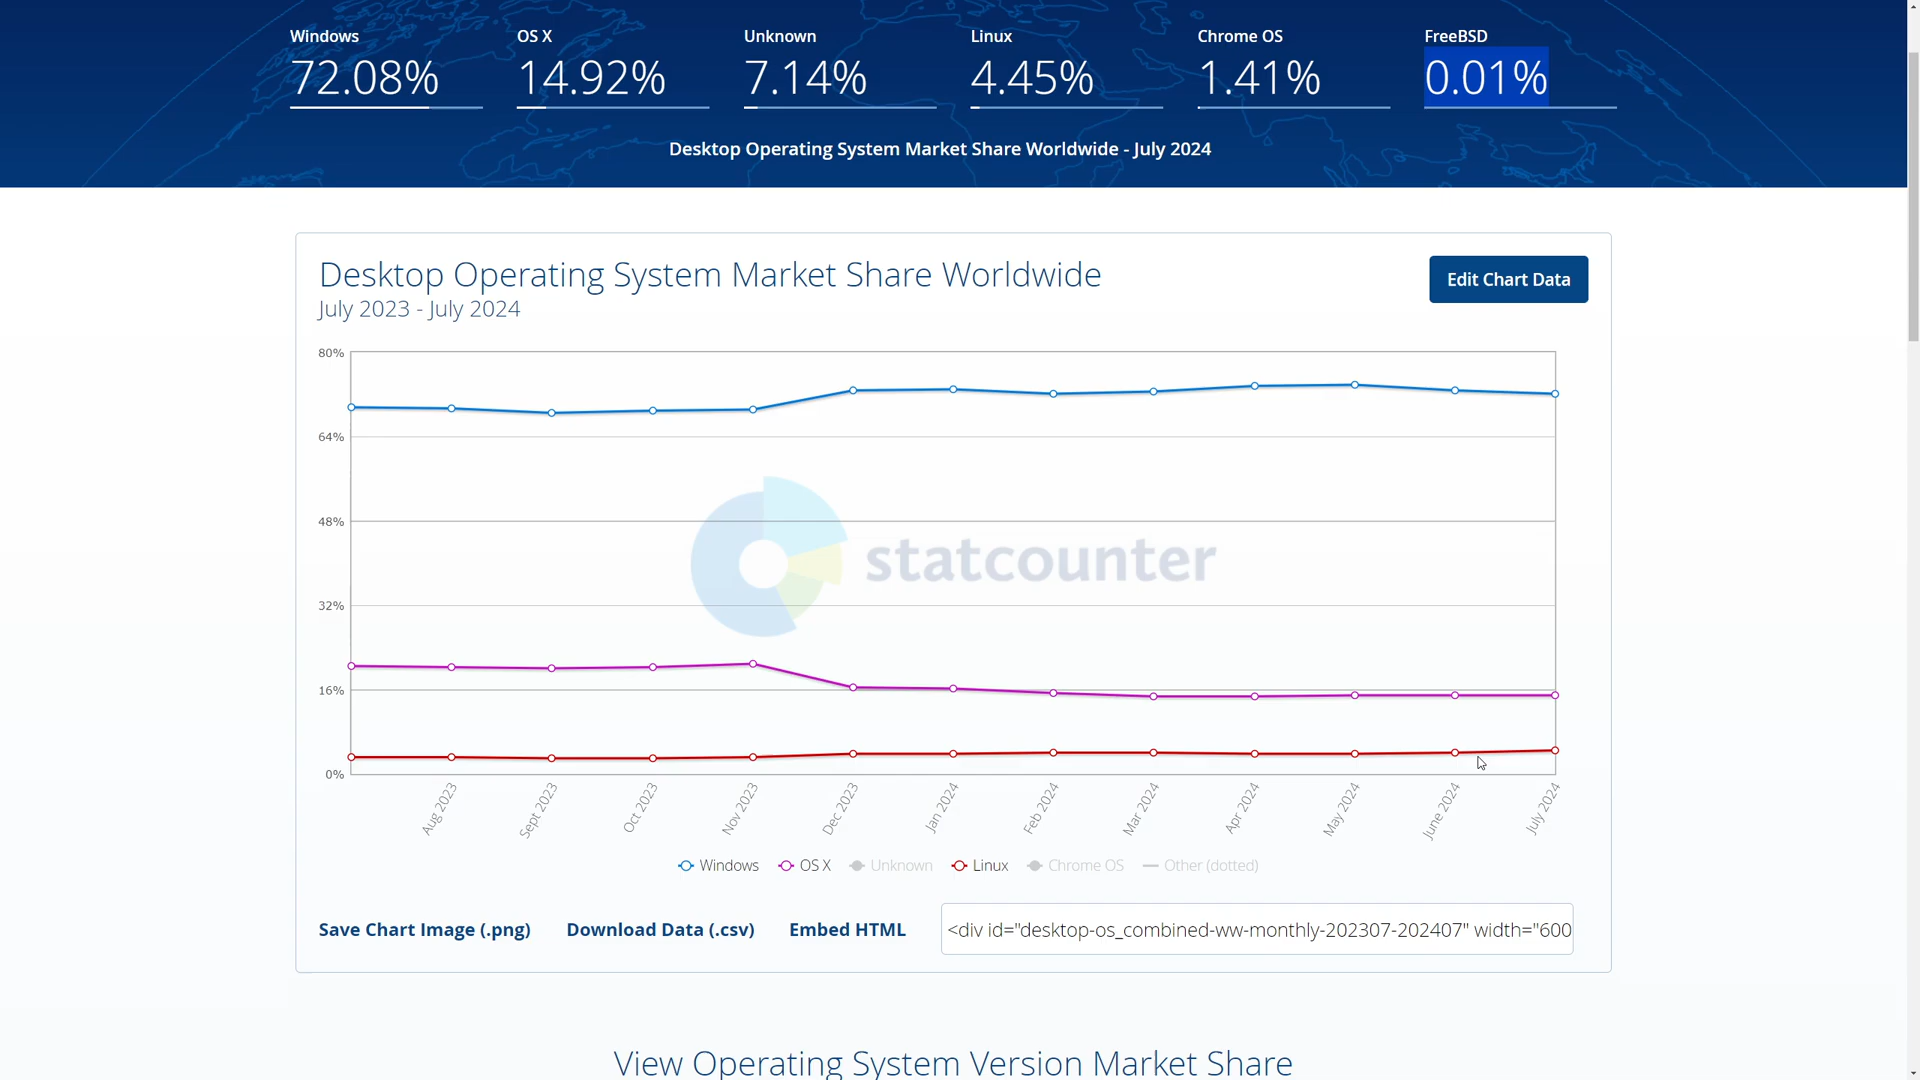 Windows OS X Unknown Linux Chrome OS FreeBSD
72.08% 14.92% 7.14% 4.45% 1.41% 0.01%
Desktop Operating System Market Share Worldwide - July 2024
Desktop Operating System Market Share Worldwide
Edit Chart Data
July 2023 - July 2024
80%
64%
48%
statcounter
32%
16%
0%
Aug 2023 Sept 2023 Oct 2023 Nov 2023 Dec 2023 Jan 2024 Feb 2024 Mar 2024 Apr 2024 May 2024 June 2024 July 2024
Windows OS X Unknown Linux Chrome OS Other (dotted)
Save Chart Image (.png) Download Data (.csv) Embed HTML <div id="desktop-os_combined-ww-monthly-202307-202407" width="600
View Operating System Version Market Share